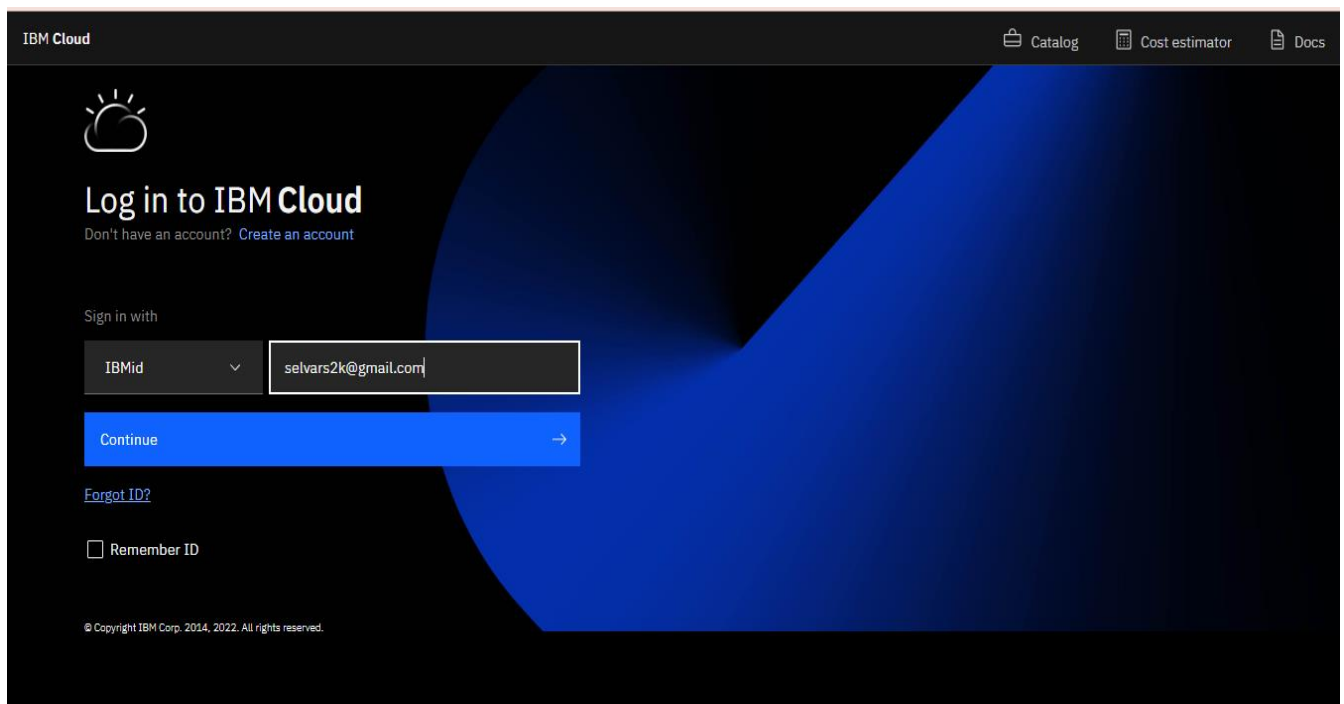 IBM Cloud
Catalog
Cost estimator
Docs
Log in to IBM Cloud
Don't have an account? Create an account
Sign in with
IBMid
selvars2k@gmail.com
Continue
Forgot ID?
Remember ID
© Copyright IBM Corp. 2014, 2022. All rights reserved.